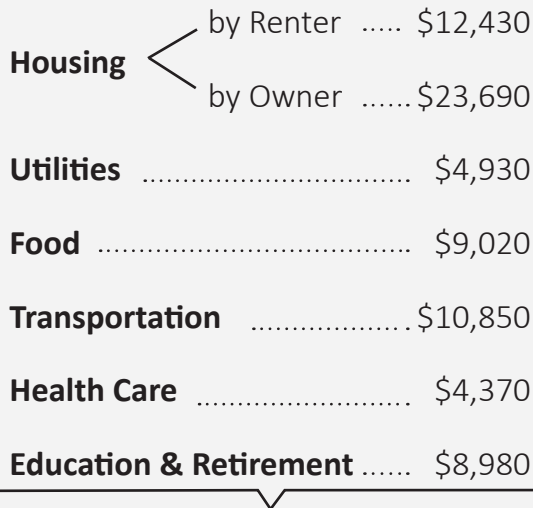 by Renter ..... $12,430
Housing
by Owner ...... $23,690
Utilities ................................ $4,930
Food ..................................... $9,020
Transportation ................... $10,850
Health Care ......................... $4,370
Education & Retirement ...... $8,980